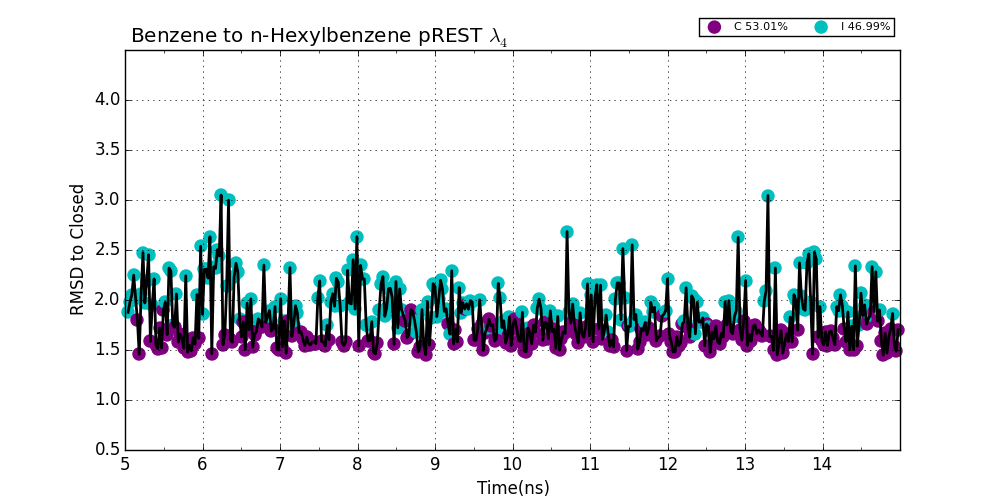 Benzene to n-Hexylbenzene pREST λ₄
C 53.01% I 46.99%
4.0
3.5
3.0
2.5
2.0
1.5
1.0
0.5
RMSD to Closed
5 6 7 8 9 10 11 12 13 14
Time(ns)